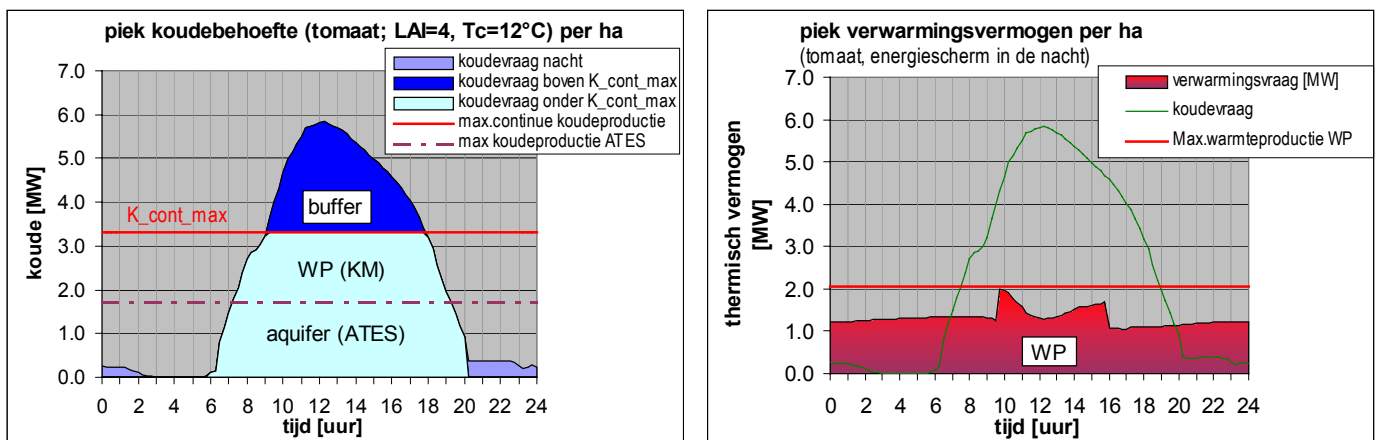 piek koudebehoefte (tomaat; LAI=4, Tc=12°C) per ha
koudevraag nacht
koudevraag boven K_cont_max
koudevraag onder K_cont_max
max.continue koudeproductie
max koudeproductie ATES
7.0
6.0
5.0
4.0
3.0
2.0
1.0
0.0
koude [MW]
K_cont_max
buffer
WP (KM)
aquifer (ATES)
0 2 4 6 8 10 12 14 16 18 20 22 24
tijd [uur]
piek verwarmingsvermogen per ha
(tomaat, energiescherm in de nacht)
verwarmingsvraag [MW]
koudevraag
Max.warmteproductie WP
7.0
6.0
5.0
4.0
3.0
2.0
1.0
0.0
thermisch vermogen
[MW]
WP
0 2 4 6 8 10 12 14 16 18 20 22 24
tijd [uur]